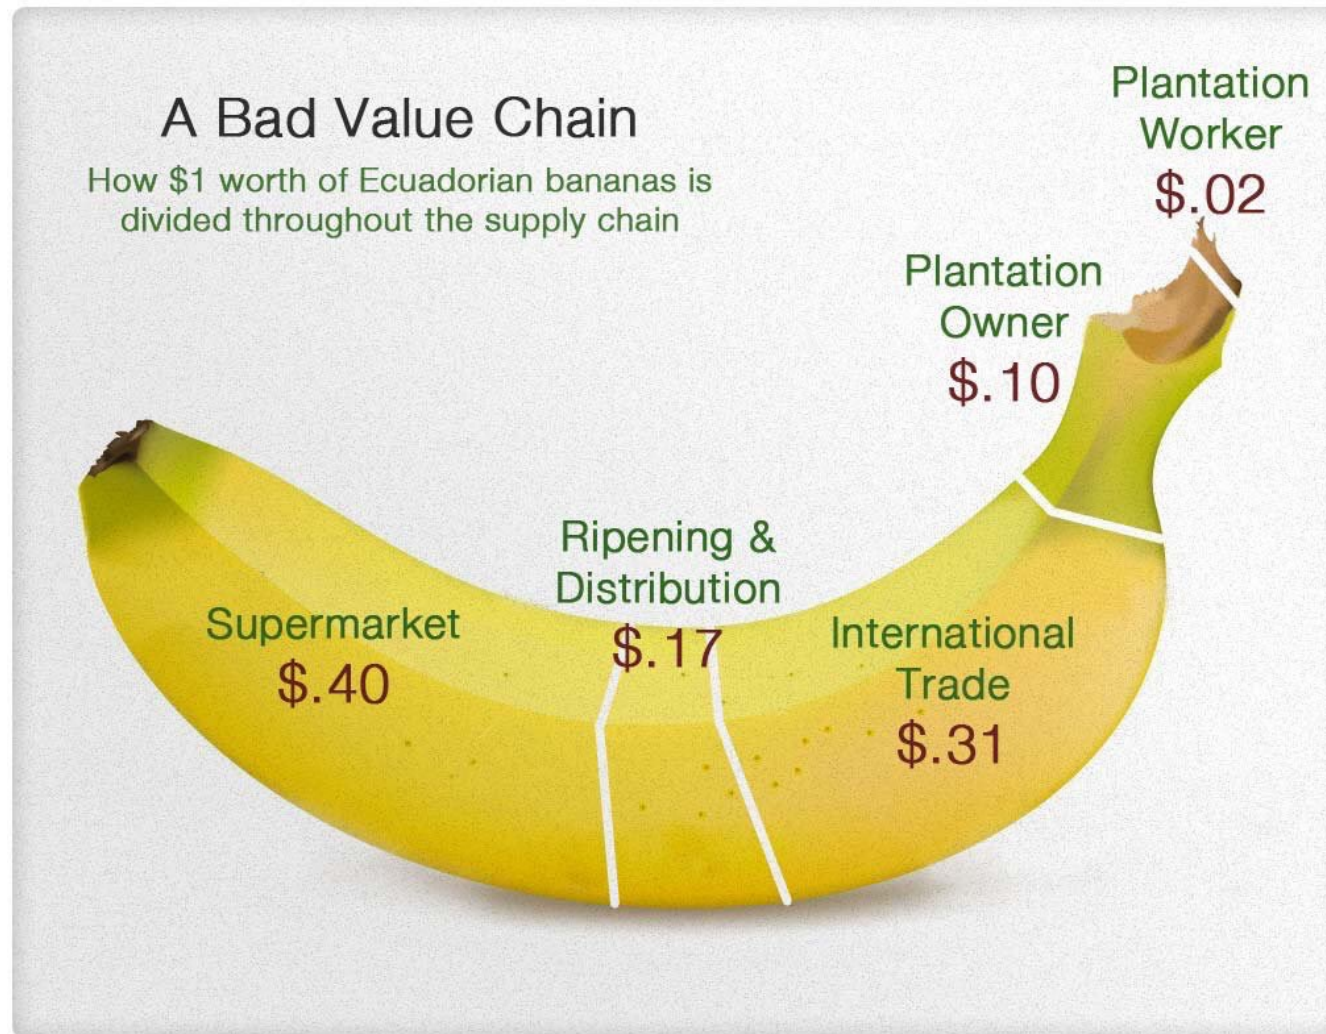 A Bad Value Chain
How $1 worth of Ecuadorian bananas is
divided throughout the supply chain
Plantation
Worker
$.02
Plantation
Owner
$.10
Ripening &
Distribution
$.17
Supermarket
$.40
International
Trade
$.31